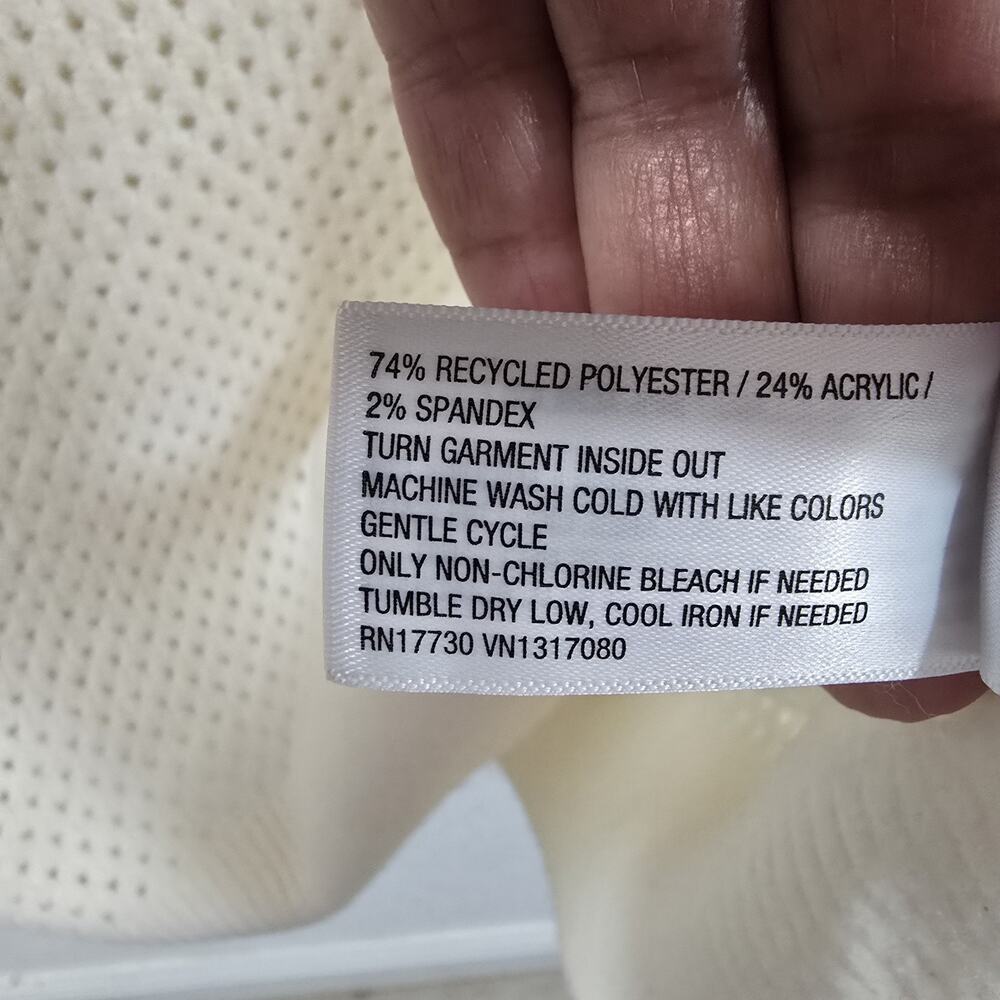 74% RECYCLED POLYESTER / 24% ACRYLIC /
2% SPANDEX
TURN GARMENT INSIDE OUT
MACHINE WASH COLD WITH LIKE COLORS
GENTLE CYCLE
ONLY NON-CHLORINE BLEACH IF NEEDED
TUMBLE DRY LOW, COOL IRON IF NEEDED
RN17730 VN1317080